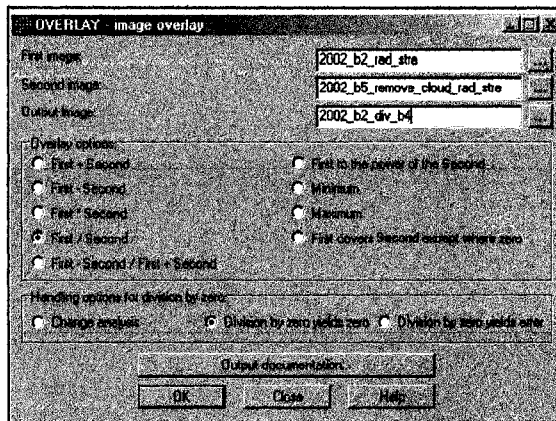 OVERLAY - image overlay
First image: 2002_b2_rad_stre
Second image: 2002_b5_remove_cloud_rad_stre
Output image: 2002_b2_div_b4
Overlay options:
First + Second
First - Second
First * Second
First / Second
First - Second / First + Second
First to the power of the Second
Minimum
Maximum
First covers Second except where zero
Handling options for division by zero:
Change analysis
Division by zero yields zero
Division by zero yields error
Output documentation...
OK
Close
Help